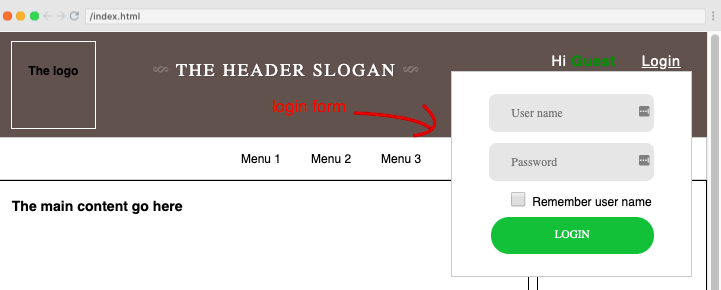 /index.html
The logo
THE HEADER SLOGAN
Hi Guest
Login
login form
User name
Menu 1
Menu 2
Menu 3
Password
Remember user name
The main content go here
LOGIN